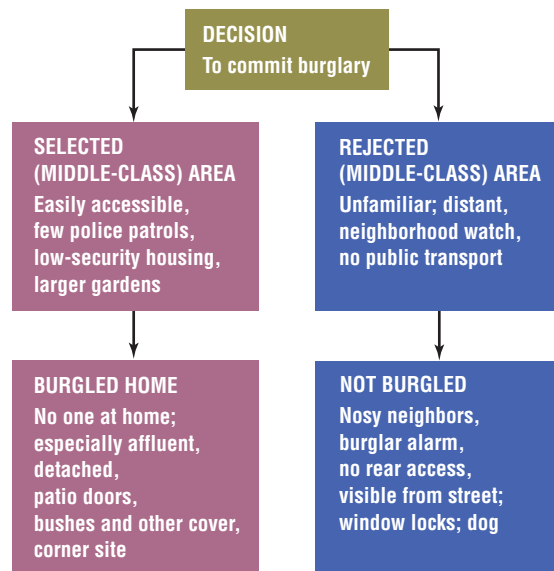 DECISION
To commit burglary
SELECTED
(MIDDLE-CLASS) AREA
Easily accessible,
few police patrols,
low-security housing,
larger gardens
REJECTED
(MIDDLE-CLASS) AREA
Unfamiliar; distant,
neighborhood watch,
no public transport
BURGLED HOME
No one at home;
especially affluent,
detached,
patio doors,
bushes and other cover,
corner site
NOT BURGLED
Nosy neighbors,
burglar alarm,
no rear access,
visible from street;
window locks; dog